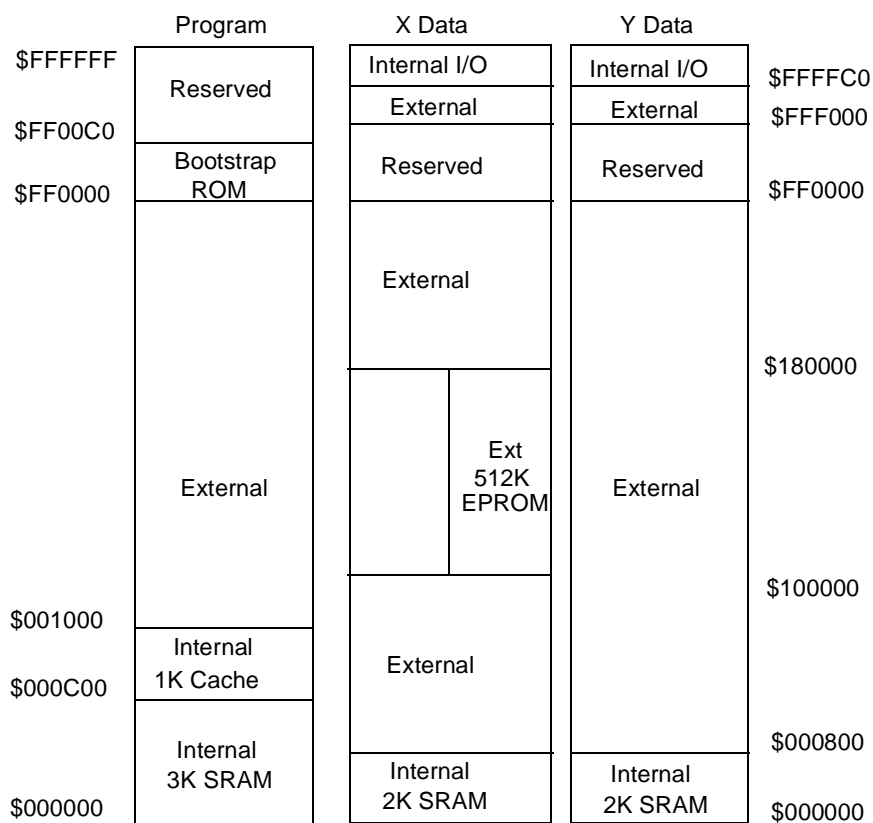 Program
X Data
Y Data
$FFFFFF
Reserved
$FF00C0
Bootstrap
ROM
$FF0000
External
$001000
Internal
1K Cache
$000C00
Internal
3K SRAM
$000000
Internal I/O
External
Reserved
External
Ext
512K
EPROM
External
Internal
2K SRAM
Internal I/O
External
Reserved
External
Internal
2K SRAM
$FFFFC0
$FFF000
$FF0000
$180000
$100000
$000800
$000000